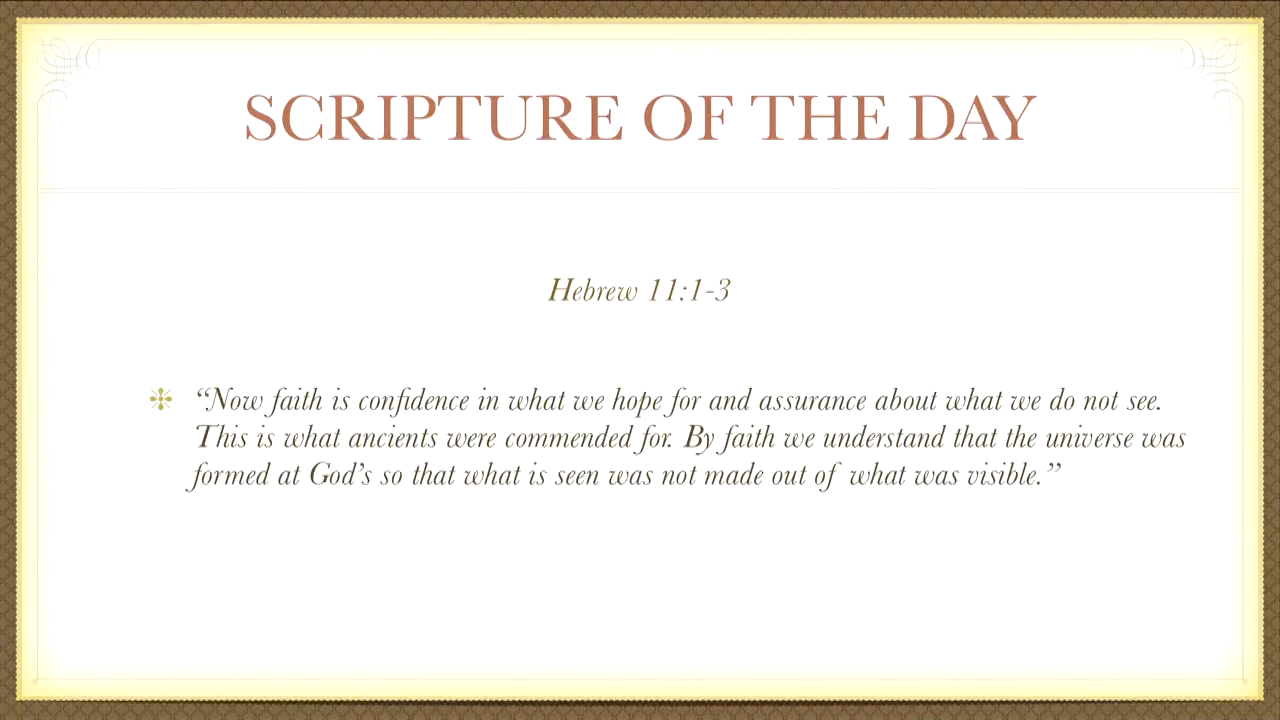 SCRIPTURE OF THE DAY
Hebrew 11:1-3
“Now faith is confidence in what we hope for and assurance about what we do not see.
This is what ancients were commended for. By faith we understand that the universe was
formed at God’s so that what is seen was not made out of what was visible.”